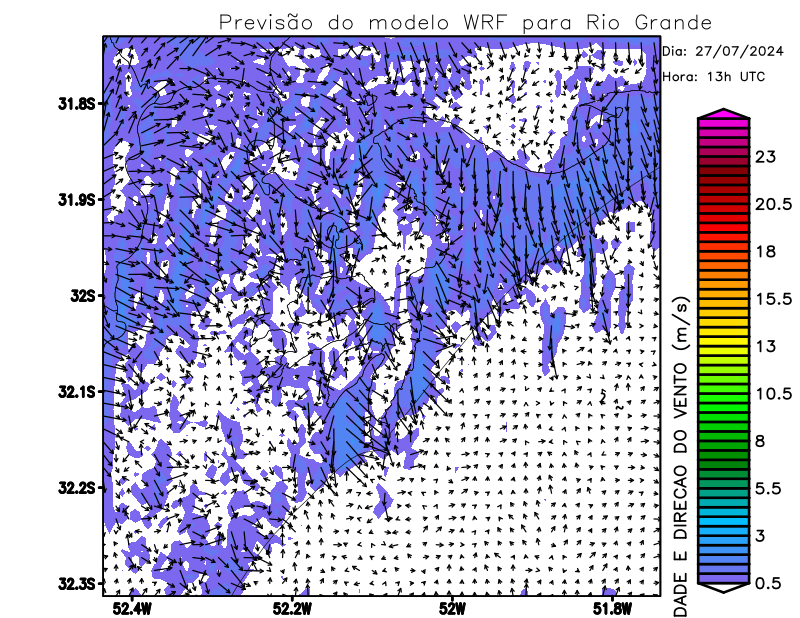 Previsão do modelo WRF para Rio Grande
Dia: 27/07/2024
Hora: 13h UTC
31.8S
31.9S
32S
32.1S
32.2S
32.3S
52.4W
52.2W
52W
51.8W
23
20.5
18
15.5
13
10.5
8
5.5
3
0.5
DADE E DIRECAO DO VENTO (m/s)